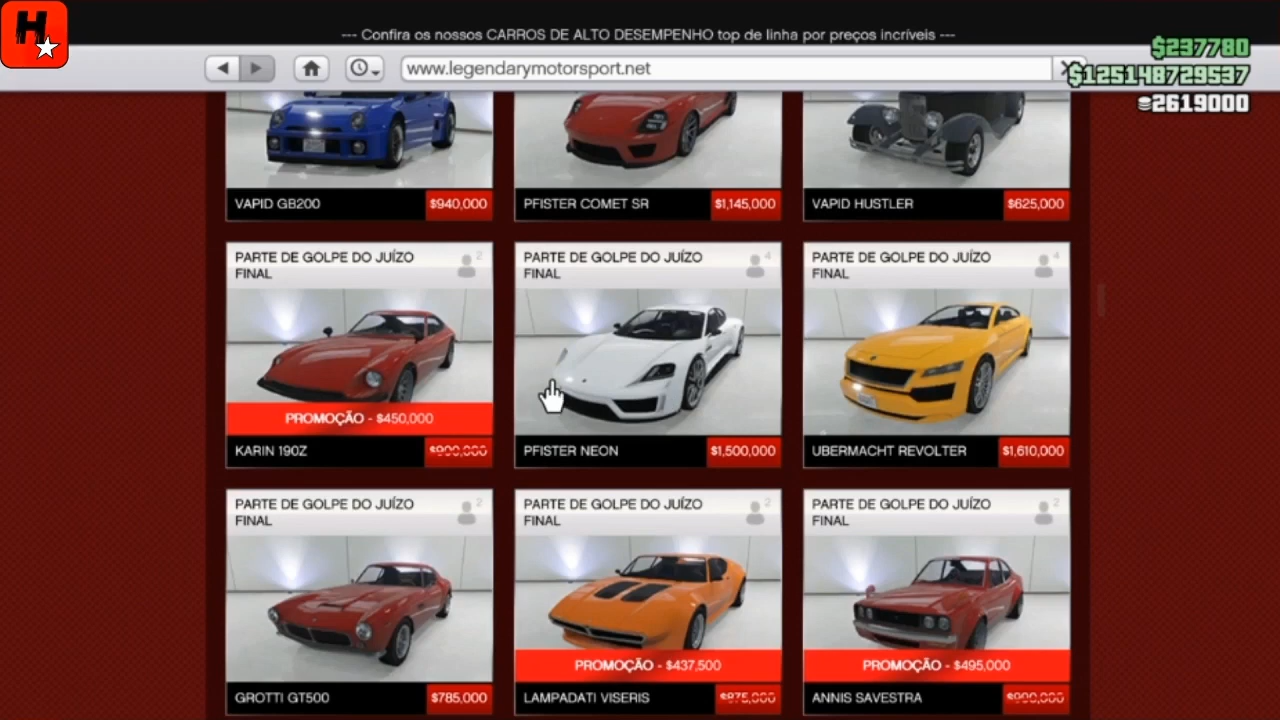 H
--- Confira os nossos CARROS DE ALTO DESEMPENHO top de linha por preços incríveis ---
$237780
www.legendarymotorsport.net
$125148729537
2619000
VAPID GB200 $940,000
PFISTER COMET SR $1,145,000
VAPID HUSTLER $625,000
PARTE DE GOLPE DO JUÍZO
FINAL
2
PROMOÇÃO - $450,000
KARIN 190Z $900,000
PARTE DE GOLPE DO JUÍZO
FINAL
4
PFISTER NEON $1,500,000
PARTE DE GOLPE DO JUÍZO
FINAL
4
UBERMACHT REVOLTER $1,610,000
PARTE DE GOLPE DO JUÍZO
FINAL
2
GROTTI GT500 $785,000
PARTE DE GOLPE DO JUÍZO
FINAL
2
PROMOÇÃO - $437,500
LAMPADATI VISERIS $875,000
PARTE DE GOLPE DO JUÍZO
FINAL
2
PROMOÇÃO - $495,000
ANNIS SAVESTRA